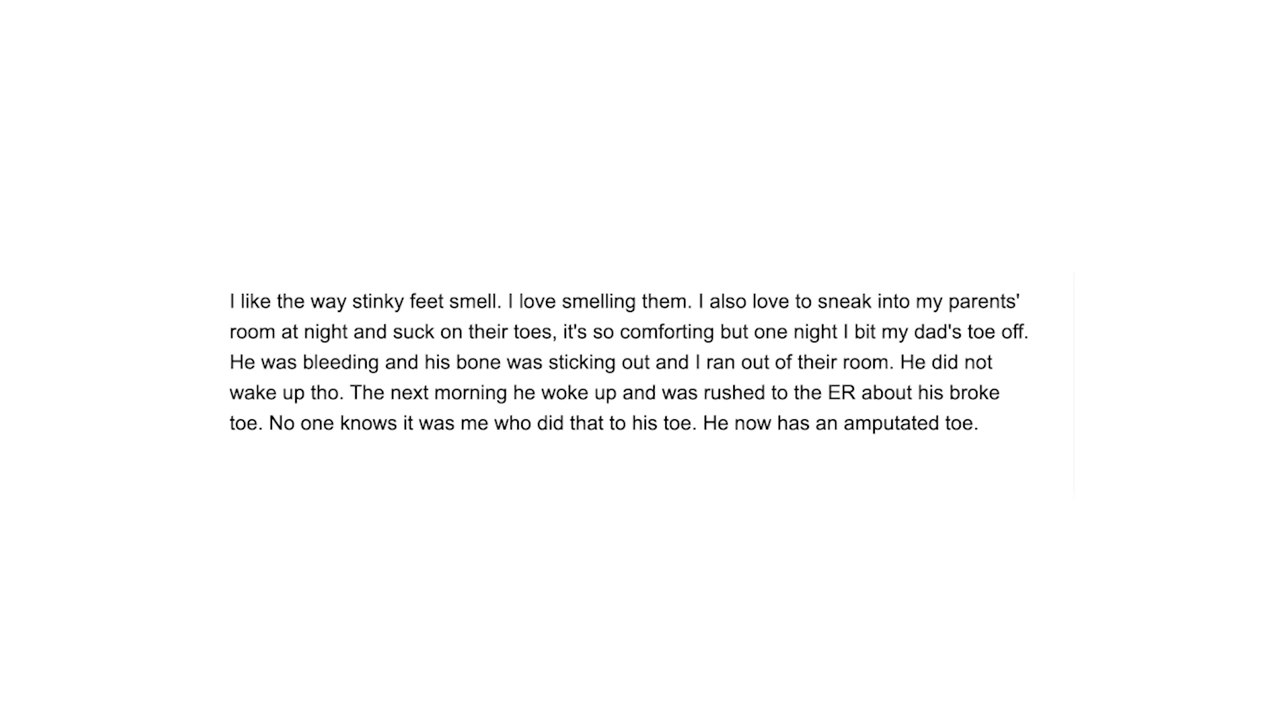 I like the way stinky feet smell. I love smelling them. I also love to sneak into my parents'
room at night and suck on their toes, it's so comforting but one night I bit my dad's toe off.
He was bleeding and his bone was sticking out and I ran out of their room. He did not
wake up tho. The next morning he woke up and was rushed to the ER about his broke
toe. No one knows it was me who did that to his toe. He now has an amputated toe.